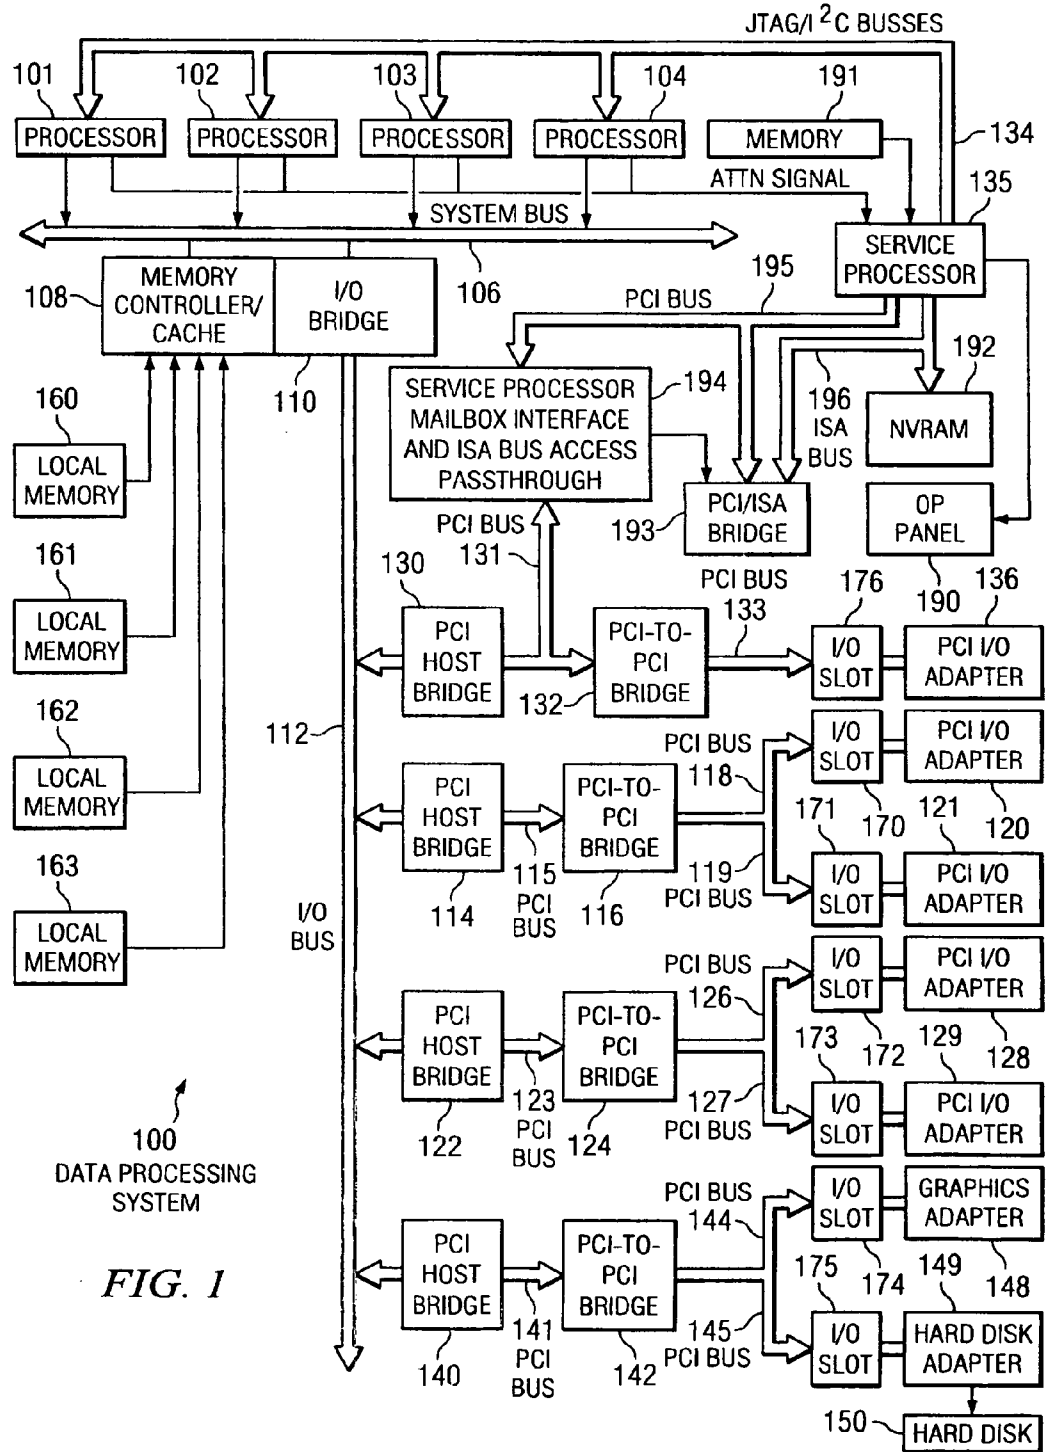 JTAG/I 2C BUSSES
101
102
103
104
191
PROCESSOR
PROCESSOR
PROCESSOR
PROCESSOR
MEMORY
134
ATTN SIGNAL
135
SYSTEM BUS
SERVICE
PROCESSOR
106
108
MEMORY
CONTROLLER/
CACHE
I/O
BRIDGE
110
195
PCI BUS
192
NVRAM
196
ISA
BUS
194
SERVICE PROCESSOR
MAILBOX INTERFACE
AND ISA BUS ACCESS
PASSTHROUGH
193
PCI/ISA
BRIDGE
OP
PANEL
190
160
LOCAL
MEMORY
161
LOCAL
MEMORY
162
LOCAL
MEMORY
163
LOCAL
MEMORY
112
I/O
BUS
PCI BUS
131
130
PCI
HOST
BRIDGE
PCI-TO-
PCI
BRIDGE
132
PCI BUS
133
176
I/O
SLOT
136
PCI I/O
ADAPTER
PCI
HOST
BRIDGE
114
115
PCI
BUS
PCI-TO-
PCI
BRIDGE
116
PCI BUS
118
I/O
SLOT
170
PCI I/O
ADAPTER
120
119
PCI BUS
171
I/O
SLOT
121
PCI I/O
ADAPTER
PCI
HOST
BRIDGE
122
123
PCI
BUS
PCI-TO-
PCI
BRIDGE
124
PCI BUS
126
I/O
SLOT
172
PCI I/O
ADAPTER
128
127
PCI BUS
173
I/O
SLOT
129
PCI I/O
ADAPTER
PCI
HOST
BRIDGE
140
141
PCI
BUS
PCI-TO-
PCI
BRIDGE
142
PCI BUS
144
I/O
SLOT
174
GRAPHICS
ADAPTER
148
145
PCI BUS
175
I/O
SLOT
149
HARD DISK
ADAPTER
150
HARD DISK
100
DATA PROCESSING
SYSTEM
FIG. 1